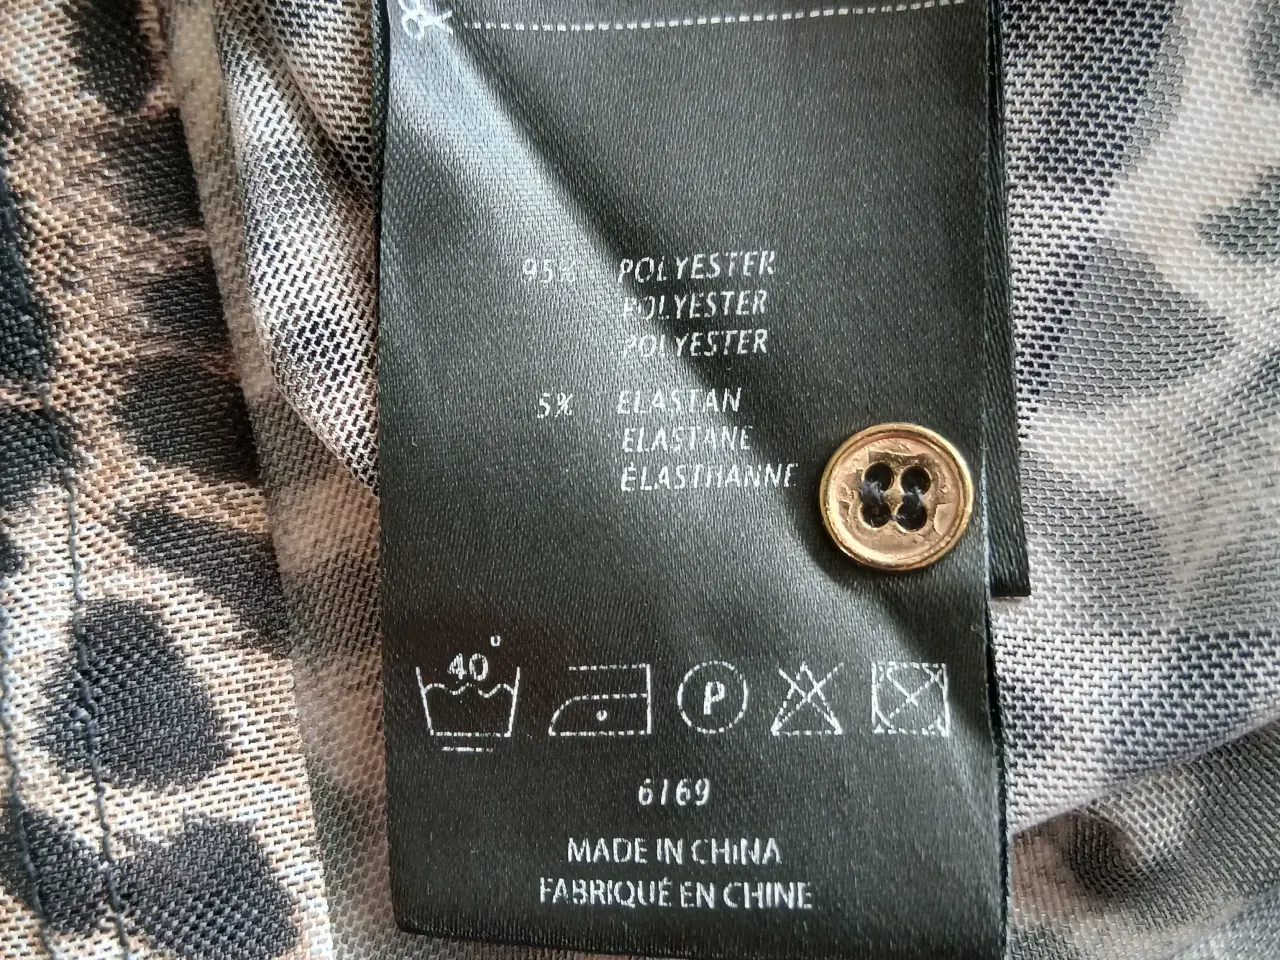 95% POLYESTER
POLYESTER
POLYESTER
5% ELASTAN
ELASTANE
ÉLASTHANNE
40°
P
6169
MADE IN CHINA
FABRIQUÉ EN CHINE